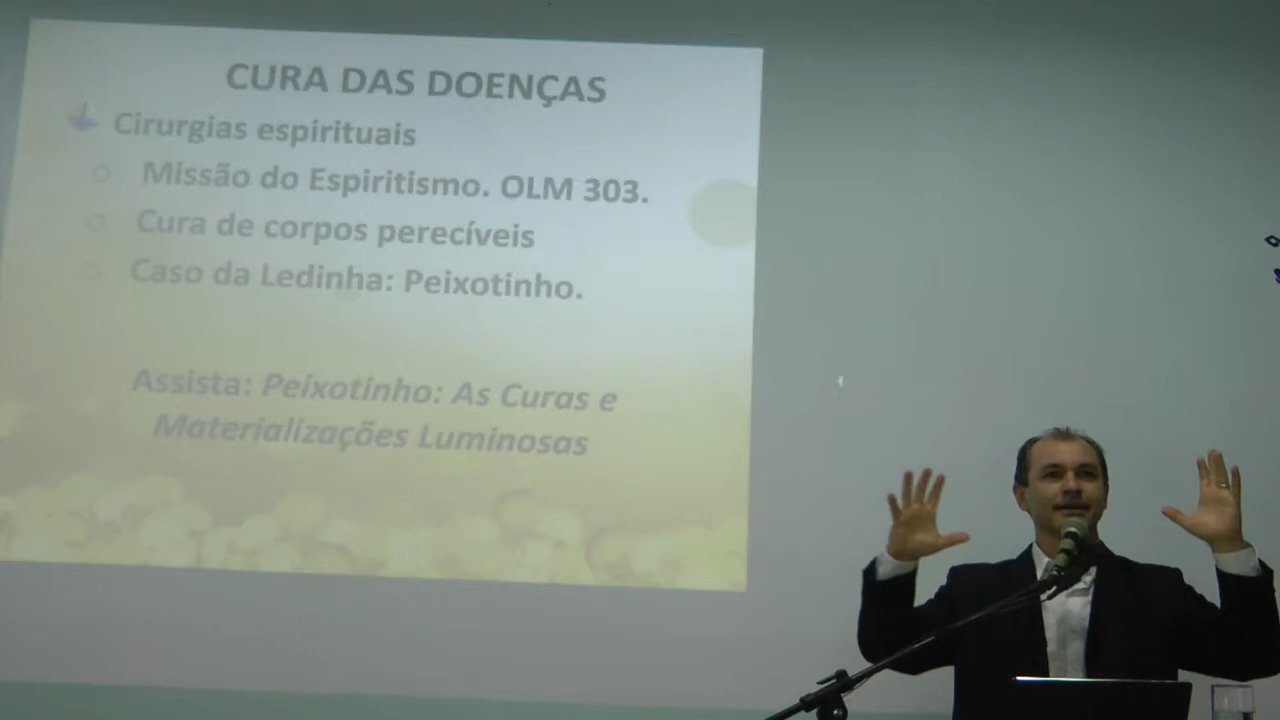 CURA DAS DOENÇAS
Cirurgias espirituais
Missão do Espiritismo. OLM 303.
Cura de corpos perecíveis
Caso da Ledinha: Peixotinho.
Assista: Peixotinho: As Curas e
Materializações Luminosas